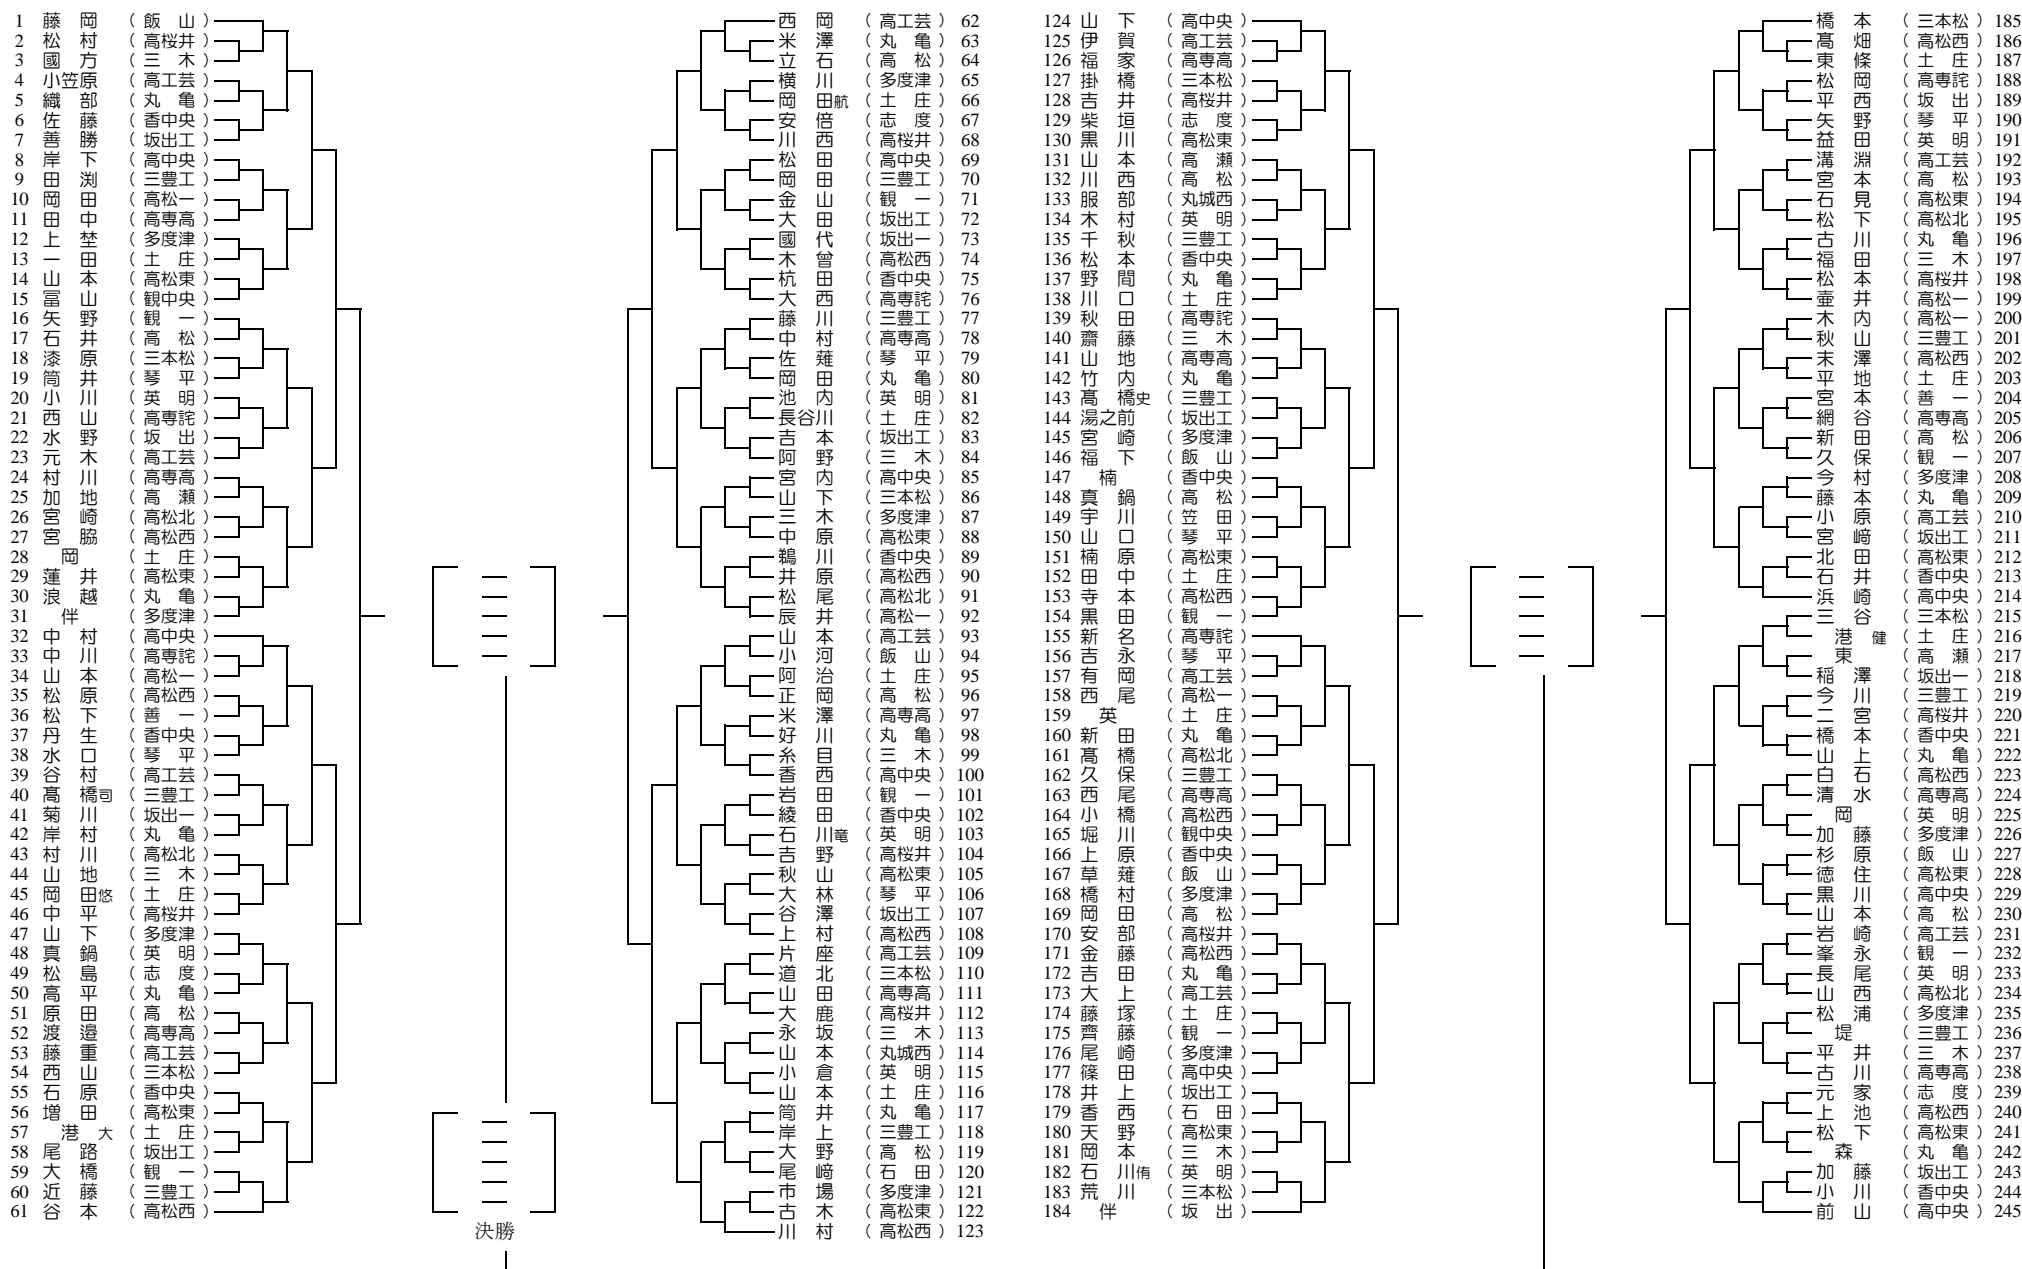 1 藤 岡 ( 飯 山 )
2 松 村 ( 高桜井 )
3 國 方 ( 三 木 )
4 小笠原 ( 高工芸 )
5 織 部 ( 丸 亀 )
6 佐 藤 ( 香中央 )
7 善 勝 ( 坂出工 )
8 岸 下 ( 高中央 )
9 田 渕 ( 三豊工 )
10 岡 田 ( 高松一 )
11 田 中 ( 高専高 )
12 上 埜 ( 多度津 )
13 一 田 ( 土 庄 )
14 山 本 ( 高松東 )
15 冨 山 ( 観中央 )
16 矢 野 ( 観 一 )
17 石 井 ( 高 松 )
18 漆 原 ( 三本松 )
19 筒 井 ( 琴 平 )
20 小 川 ( 英 明 )
21 西 山 ( 高専詫 )
22 水 野 ( 坂 出 )
23 元 木 ( 高工芸 )
24 村 川 ( 高専高 )
25 加 地 ( 高 瀬 )
26 宮 崎 ( 高松北 )
27 宮 脇 ( 高松西 )
28 岡 ( 土 庄 )
29 蓮 井 ( 高松東 )
30 浪 越 ( 丸 亀 )
31 伴 ( 多度津 )
32 中 村 ( 高中央 )
33 中 川 ( 高専詫 )
34 山 本 ( 高松一 )
35 松 原 ( 高松西 )
36 松 下 ( 善 一 )
37 丹 生 ( 香中央 )
38 水 口 ( 琴 平 )
39 谷 村 ( 高工芸 )
40 髙 橋司 ( 三豊工 )
41 菊 川 ( 坂出一 )
42 岸 村 ( 丸 亀 )
43 村 川 ( 高松北 )
44 山 地 ( 三 木 )
45 岡 田悠 ( 土 庄 )
46 中 平 ( 高桜井 )
47 山 下 ( 多度津 )
48 真 鍋 ( 英 明 )
49 松 島 ( 志 度 )
50 高 平 ( 丸 亀 )
51 原 田 ( 高 松 )
52 渡 邉 ( 高専高 )
53 藤 重 ( 高工芸 )
54 西 山 ( 三本松 )
55 石 原 ( 香中央 )
56 増 田 ( 高松東 )
57 港 大 ( 土 庄 )
58 尾 路 ( 坂出工 )
59 大 橋 ( 観 一 )
60 近 藤 ( 三豊工 )
61 谷 本 ( 高松西 )
決勝
西 岡 ( 高工芸 ) 62
米 澤 ( 丸 亀 ) 63
立 石 ( 高 松 ) 64
横 川 ( 多度津 ) 65
岡 田航 ( 土 庄 ) 66
安 倍 ( 志 度 ) 67
川 西 ( 高桜井 ) 68
松 田 ( 高中央 ) 69
岡 田 ( 三豊工 ) 70
金 山 ( 観 一 ) 71
大 田 ( 坂出工 ) 72
國 代 ( 坂出一 ) 73
木 曾 ( 高松西 ) 74
杭 田 ( 香中央 ) 75
大 西 ( 高専詫 ) 76
藤 川 ( 三豊工 ) 77
中 村 ( 高専高 ) 78
佐 薙 ( 琴 平 ) 79
岡 田 ( 丸 亀 ) 80
池 内 ( 英 明 ) 81
長谷川 ( 土 庄 ) 82
吉 本 ( 坂出工 ) 83
阿 野 ( 三 木 ) 84
宮 内 ( 高中央 ) 85
山 下 ( 三本松 ) 86
三 木 ( 多度津 ) 87
中 原 ( 高松東 ) 88
鵜 川 ( 香中央 ) 89
井 原 ( 高松西 ) 90
松 尾 ( 高松北 ) 91
辰 井 ( 高松一 ) 92
山 本 ( 高工芸 ) 93
小 河 ( 飯 山 ) 94
阿 治 ( 土 庄 ) 95
正 岡 ( 高 松 ) 96
米 澤 ( 高専高 ) 97
好 川 ( 丸 亀 ) 98
糸 目 ( 三 木 ) 99
香 西 ( 高中央 ) 100
岩 田 ( 観 一 ) 101
綾 田 ( 香中央 ) 102
石 川竜 ( 英 明 ) 103
吉 野 ( 高桜井 ) 104
秋 山 ( 高松東 ) 105
大 林 ( 琴 平 ) 106
谷 澤 ( 坂出工 ) 107
上 村 ( 高松西 ) 108
片 座 ( 高工芸 ) 109
道 北 ( 三本松 ) 110
山 田 ( 高専高 ) 111
大 鹿 ( 高桜井 ) 112
永 坂 ( 三 木 ) 113
山 本 ( 丸城西 ) 114
小 倉 ( 英 明 ) 115
山 本 ( 土 庄 ) 116
筒 井 ( 丸 亀 ) 117
岸 上 ( 三豊工 ) 118
大 野 ( 高 松 ) 119
尾 﨑 ( 石 田 ) 120
市 場 ( 多度津 ) 121
古 木 ( 高松東 ) 122
川 村 ( 高松西 ) 123
124 山 下 ( 高中央 )
125 伊 賀 ( 高工芸 )
126 福 家 ( 高専高 )
127 掛 橋 ( 三本松 )
128 吉 井 ( 高桜井 )
129 柴 垣 ( 志 度 )
130 黒 川 ( 高松東 )
131 山 本 ( 高 瀬 )
132 川 西 ( 高 松 )
133 服 部 ( 丸城西 )
134 木 村 ( 英 明 )
135 千 秋 ( 三豊工 )
136 松 本 ( 香中央 )
137 野 間 ( 丸 亀 )
138 川 口 ( 土 庄 )
139 秋 田 ( 高専詫 )
140 齋 藤 ( 三 木 )
141 山 地 ( 高専高 )
142 竹 内 ( 丸 亀 )
143 髙 橋史 ( 三豊工 )
144 湯之前 ( 坂出工 )
145 宮 崎 ( 多度津 )
146 福 下 ( 飯 山 )
147 楠 ( 香中央 )
148 真 鍋 ( 高 松 )
149 宇 川 ( 笠 田 )
150 山 口 ( 琴 平 )
151 楠 原 ( 高松東 )
152 田 中 ( 土 庄 )
153 寺 本 ( 高松西 )
154 黒 田 ( 観 一 )
155 新 名 ( 高専詫 )
156 吉 永 ( 琴 平 )
157 有 岡 ( 高工芸 )
158 西 尾 ( 高松一 )
159 英 ( 土 庄 )
160 新 田 ( 丸 亀 )
161 髙 橋 ( 高松北 )
162 久 保 ( 三豊工 )
163 西 尾 ( 高専高 )
164 小 橋 ( 高松西 )
165 堀 川 ( 観中央 )
166 上 原 ( 香中央 )
167 草 薙 ( 飯 山 )
168 橋 村 ( 多度津 )
169 岡 田 ( 高 松 )
170 安 部 ( 高桜井 )
171 金 藤 ( 高松西 )
172 吉 田 ( 丸 亀 )
173 大 上 ( 高工芸 )
174 藤 塚 ( 土 庄 )
175 齊 藤 ( 観 一 )
176 尾 崎 ( 多度津 )
177 篠 田 ( 高中央 )
178 井 上 ( 坂出工 )
179 香 西 ( 石 田 )
180 天 野 ( 高松東 )
181 岡 本 ( 三 木 )
182 石 川侑 ( 英 明 )
183 荒 川 ( 三本松 )
184 伴 ( 坂 出 )
橋 本 ( 三本松 ) 185
髙 畑 ( 高松西 ) 186
東 條 ( 土 庄 ) 187
松 岡 ( 高専詫 ) 188
平 西 ( 坂 出 ) 189
矢 野 ( 琴 平 ) 190
益 田 ( 英 明 ) 191
溝 淵 ( 高工芸 ) 192
宮 本 ( 高 松 ) 193
石 見 ( 高松東 ) 194
松 下 ( 高松北 ) 195
古 川 ( 丸 亀 ) 196
福 田 ( 三 木 ) 197
松 本 ( 高桜井 ) 198
壷 井 ( 高松一 ) 199
木 内 ( 高松一 ) 200
秋 山 ( 三豊工 ) 201
末 澤 ( 高松西 ) 202
平 地 ( 土 庄 ) 203
宮 本 ( 善 一 ) 204
網 谷 ( 高専高 ) 205
新 田 ( 高 松 ) 206
久 保 ( 観 一 ) 207
今 村 ( 多度津 ) 208
藤 本 ( 丸 亀 ) 209
小 原 ( 高工芸 ) 210
宮 﨑 ( 坂出工 ) 211
北 田 ( 高松東 ) 212
石 井 ( 香中央 ) 213
浜 崎 ( 高中央 ) 214
三 谷 ( 三本松 ) 215
港 健 ( 土 庄 ) 216
東 ( 高 瀬 ) 217
稲 澤 ( 坂出一 ) 218
今 川 ( 三豊工 ) 219
二 宮 ( 高桜井 ) 220
橋 本 ( 香中央 ) 221
山 上 ( 丸 亀 ) 222
白 石 ( 高松西 ) 223
清 水 ( 高専高 ) 224
岡 ( 英 明 ) 225
加 藤 ( 多度津 ) 226
杉 原 ( 飯 山 ) 227
徳 住 ( 高松東 ) 228
黒 川 ( 高中央 ) 229
山 本 ( 高 松 ) 230
岩 崎 ( 高工芸 ) 231
峯 永 ( 観 一 ) 232
長 尾 ( 英 明 ) 233
山 西 ( 高松北 ) 234
松 浦 ( 多度津 ) 235
堤 ( 三豊工 ) 236
平 井 ( 三 木 ) 237
古 川 ( 高専高 ) 238
元 家 ( 志 度 ) 239
上 池 ( 高松西 ) 240
松 下 ( 高松東 ) 241
森 ( 丸 亀 ) 242
加 藤 ( 坂出工 ) 243
小 川 ( 香中央 ) 244
前 山 ( 高中央 ) 245